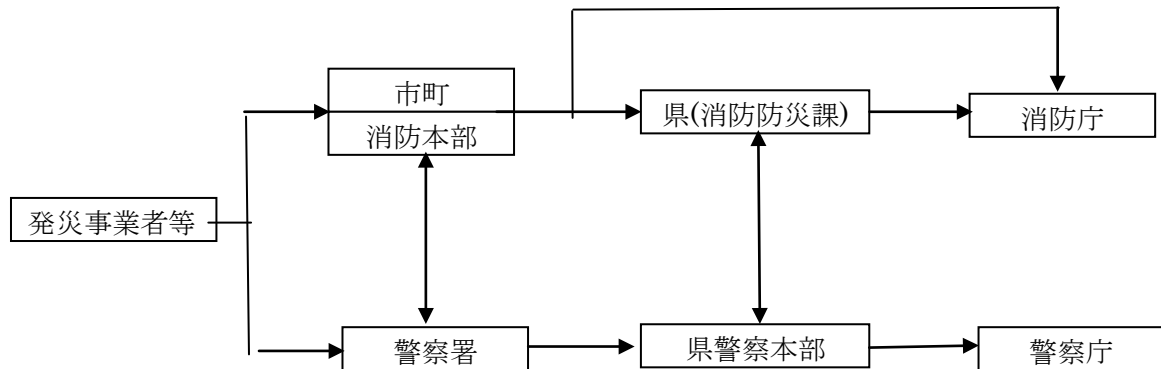 市町
消防本部
県(消防防災課)
消防庁
発災事業者等
警察署
県警察本部
警察庁